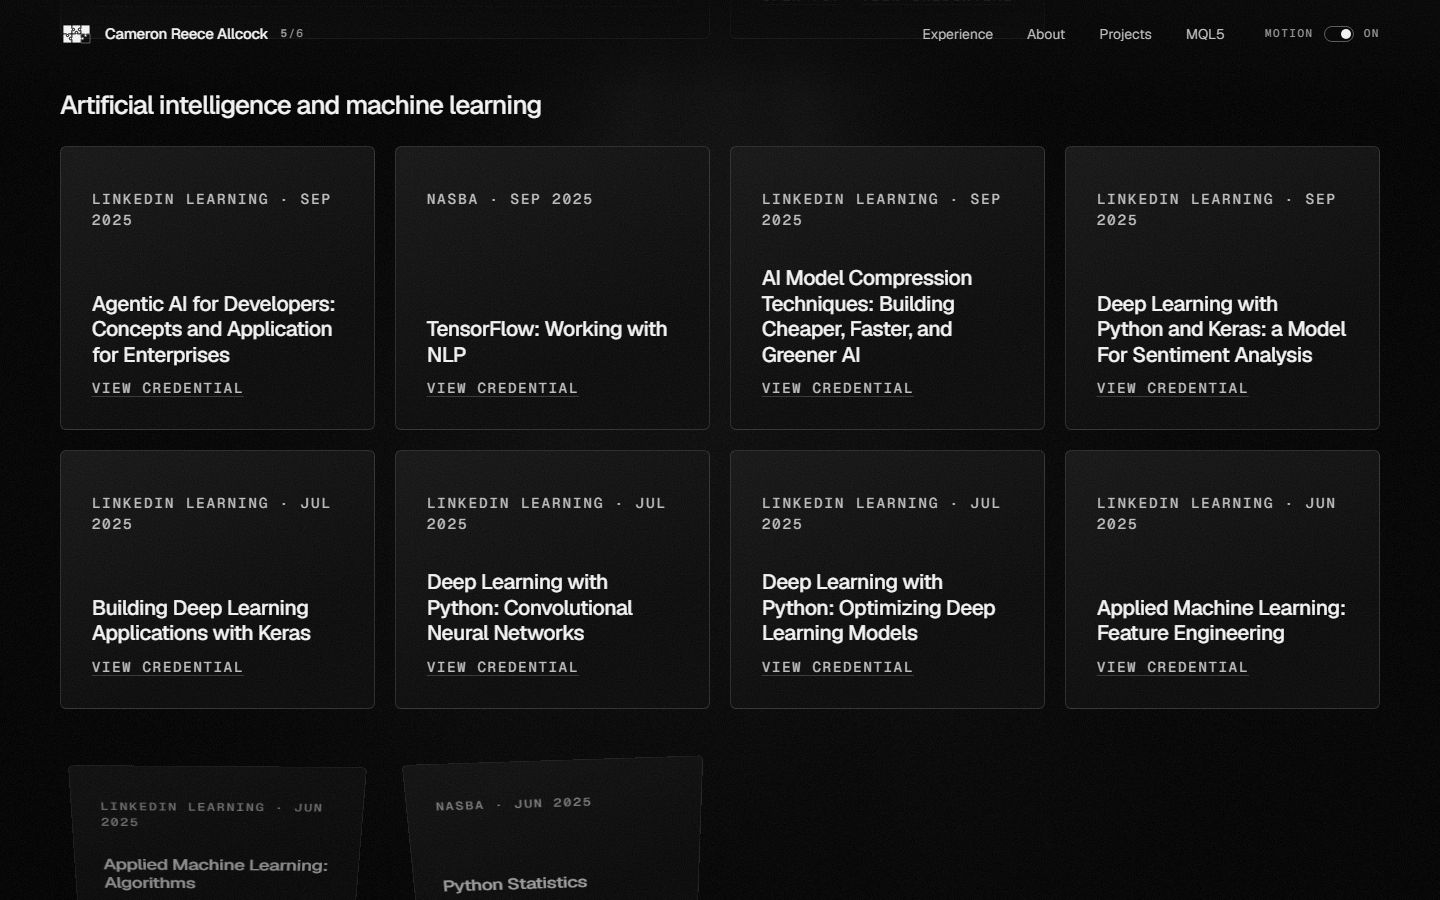 Cameron Reece Allcock 5/6 Experience About Projects MQL5 MOTION ON
Artificial intelligence and machine learning
LINKEDIN LEARNING · SEP
2025
Agentic AI for Developers:
Concepts and Application
for Enterprises
VIEW CREDENTIAL
NASBA · SEP 2025
TensorFlow: Working with
NLP
VIEW CREDENTIAL
LINKEDIN LEARNING · SEP
2025
AI Model Compression
Techniques: Building
Cheaper, Faster, and
Greener AI
VIEW CREDENTIAL
LINKEDIN LEARNING · SEP
2025
Deep Learning with
Python and Keras: a Model
For Sentiment Analysis
VIEW CREDENTIAL
LINKEDIN LEARNING · JUL
2025
Building Deep Learning
Applications with Keras
VIEW CREDENTIAL
LINKEDIN LEARNING · JUL
2025
Deep Learning with
Python: Convolutional
Neural Networks
VIEW CREDENTIAL
LINKEDIN LEARNING · JUL
2025
Deep Learning with
Python: Optimizing Deep
Learning Models
VIEW CREDENTIAL
LINKEDIN LEARNING · JUN
2025
Applied Machine Learning:
Feature Engineering
VIEW CREDENTIAL
LINKEDIN LEARNING · JUN
2025
Applied Machine Learning:
Algorithms
NASBA · JUN 2025
Python Statistics